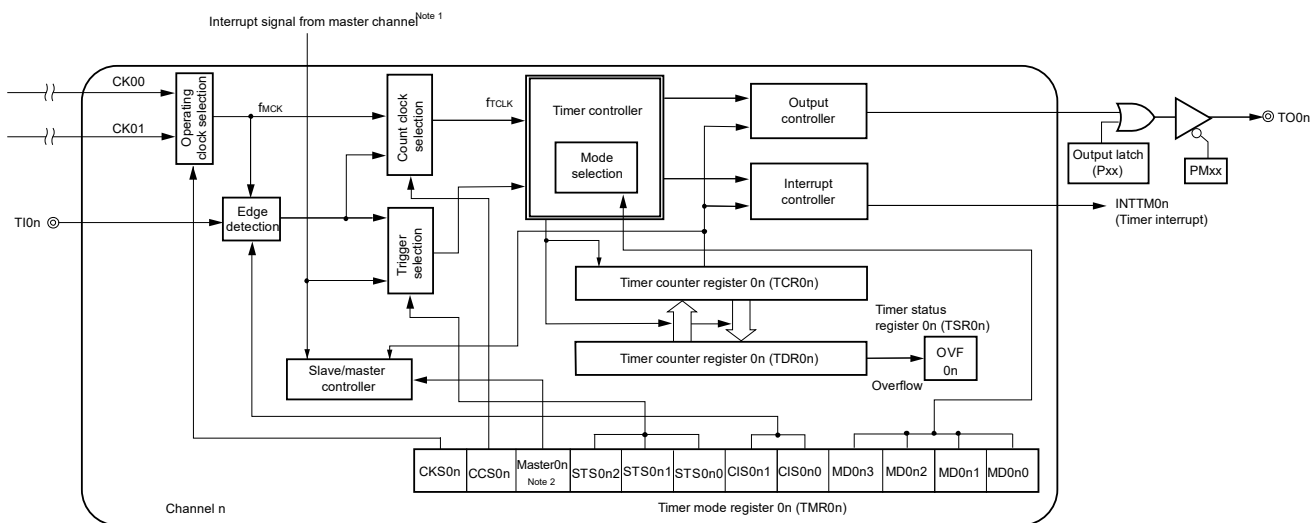 Interrupt signal from master channel Note 1
CK00
CK01
Operating
clock selection
fMCK
Count clock
selection
fTCLK
Timer controller
Mode
selection
Output
controller
TO0n
Output latch
(Pxx)
PMxx
Interrupt
controller
INTTM0n
(Timer interrupt)
TI0n
Edge
detection
Trigger
selection
Timer counter register 0n (TCR0n)
Timer status
register 0n (TSR0n)
Slave/master
controller
Timer counter register 0n (TDR0n)
OVF
0n
Overflow
CKS0n
CCS0n
Master0n
Note 2
STS0n2
STS0n1
STS0n0
CIS0n1
CIS0n0
MD0n3
MD0n2
MD0n1
MD0n0
Channel n
Timer mode register 0n (TMR0n)